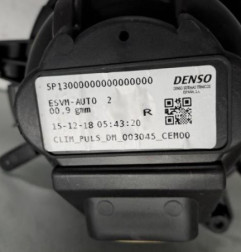 SP13000000000000000
DENSO
ESVM-AUTO 2
00.9 gmm
R
15-12-18 05:43:20
CLIM_PULS_DM_003045_CEM00